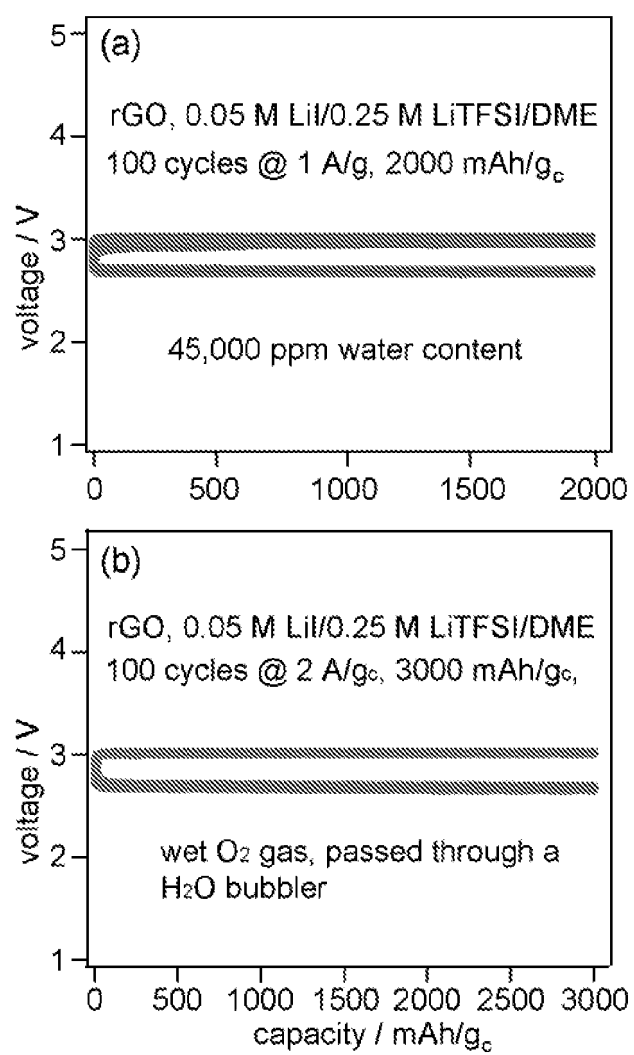 (a)
rGO, 0.05 M LiI/0.25 M LiTFSI/DME
100 cycles @ 1 A/g, 2000 mAh/gc
45,000 ppm water content
voltage / V
5
4
3
2
1
0 500 1000 1500 2000
(b)
rGO, 0.05 M LiI/0.25 M LiTFSI/DME
100 cycles @ 2 A/gc, 3000 mAh/gc,
wet O2 gas, passed through a
H2O bubbler
voltage / V
5
4
3
2
1
0 500 1000 1500 2000 2500 3000
capacity / mAh/gc